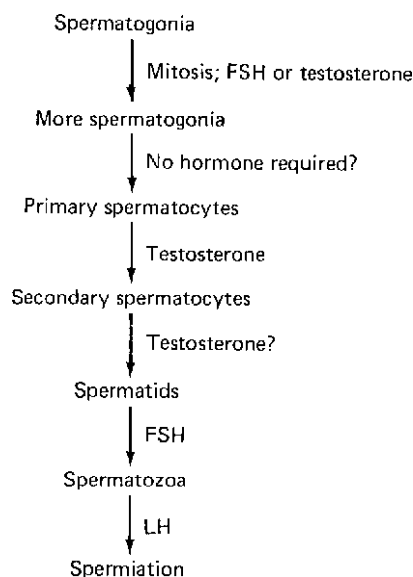 Spermatogonia
Mitosis; FSH or testosterone
More spermatogonia
No hormone required?
Primary spermatocytes
Testosterone
Secondary spermatocytes
Testosterone?
Spermatids
FSH
Spermatozoa
LH
Spermiation